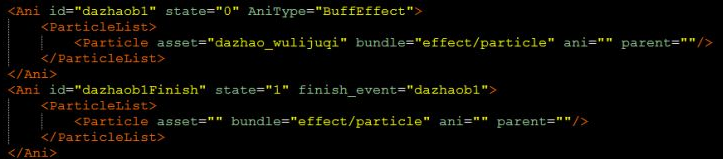 <Ani id="dazhaob1" state="0" AniType="BuffEffect">
<ParticleList>
<Particle asset="dazhao_wulijuqi" bundle="effect/particle" ani="" parent=""/>
</ParticleList>
</Ani>
<Ani id="dazhaob1Finish" state="1" finish_event="dazhaob1">
<ParticleList>
<Particle asset="" bundle="effect/particle" ani="" parent=""/>
</ParticleList>
</Ani>